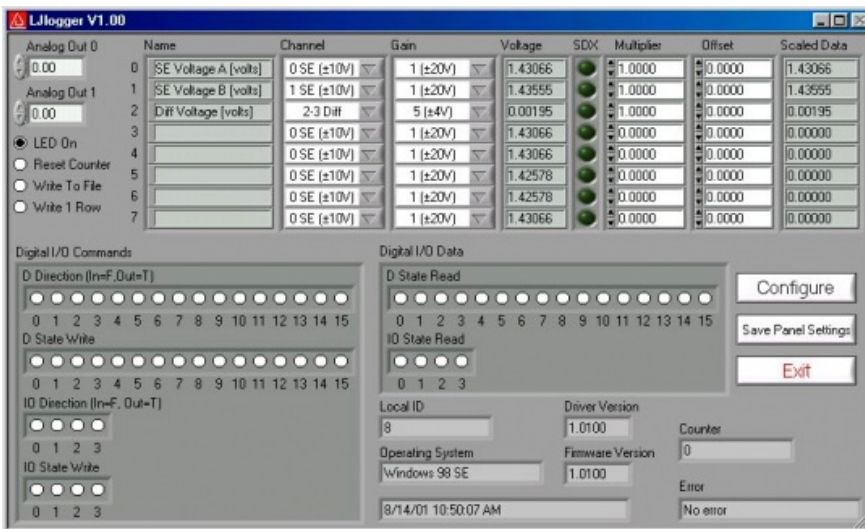 LJlogger V1.00
Analog Out 0
0.00
Analog Out 1
0.00
LED On
Reset Counter
Write To File
Write 1 Row
Name Channel Gain Voltage SDX Multiplier Offset Scaled Data
0 SE Voltage A [volts] 0 SE (±10V) 1 (±20V) 1.43066 1.0000 0.0000 1.43066
1 SE Voltage B [volts] 1 SE (±10V) 1 (±20V) 1.43555 1.0000 0.0000 1.43555
2 Diff Voltage [volts] 2-3 Diff 5 (±4V) 0.00195 1.0000 0.0000 0.00195
3 0 SE (±10V) 1 (±20V) 1.43066 1.0000 0.0000 0.00000
4 0 SE (±10V) 1 (±20V) 1.43066 1.0000 0.0000 0.00000
5 0 SE (±10V) 1 (±20V) 1.42578 1.0000 0.0000 0.00000
6 0 SE (±10V) 1 (±20V) 1.42578 1.0000 0.0000 0.00000
7 0 SE (±10V) 1 (±20V) 1.43066 1.0000 0.0000 0.00000
Digital I/O Commands
D Direction (In=F,Out=T)
0 1 2 3 4 5 6 7 8 9 10 11 12 13 14 15
D State Write
0 1 2 3 4 5 6 7 8 9 10 11 12 13 14 15
IO Direction (In=F, Out=T)
0 1 2 3
IO State Write
0 1 2 3
Digital I/O Data
D State Read
0 1 2 3 4 5 6 7 8 9 10 11 12 13 14 15
IO State Read
0 1 2 3
Configure
Save Panel Settings
Exit
Local ID
8
Driver Version
1.0100
Counter
0
Operating System
Windows 98 SE
Firmware Version
1.0100
Error
No error
8/14/01 10:50:07 AM